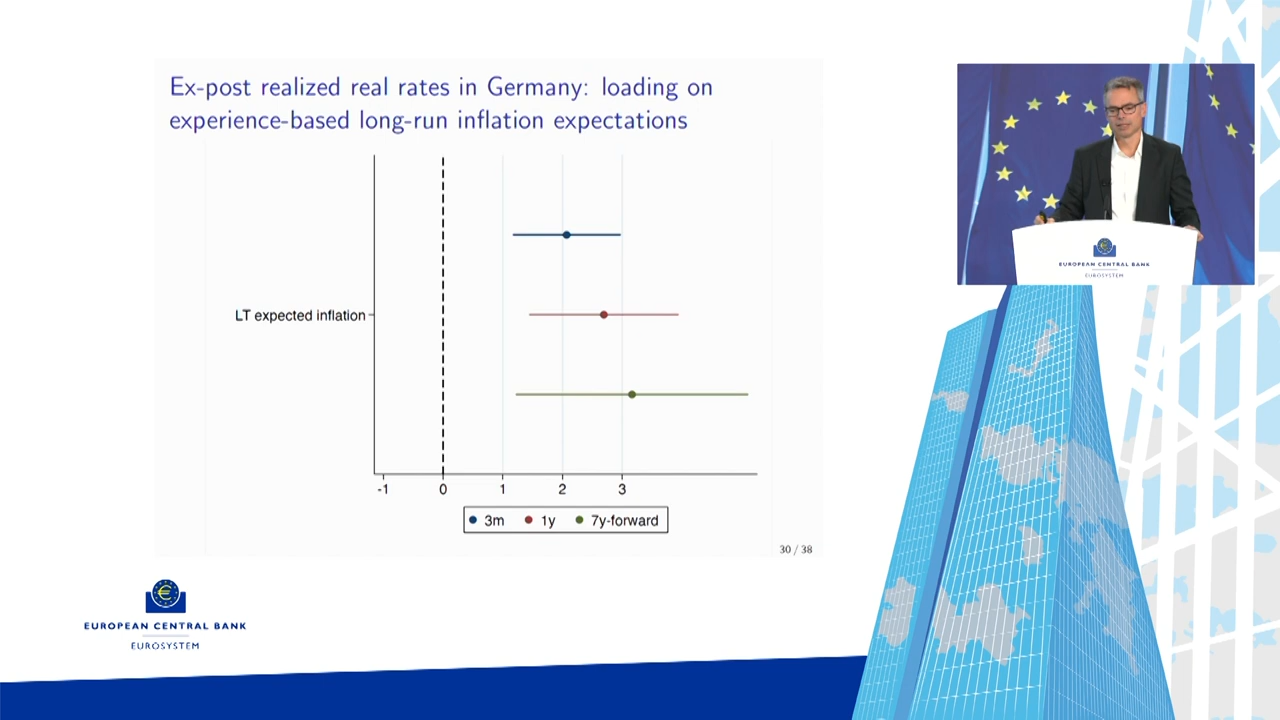 Ex-post realized real rates in Germany: loading on
experience-based long-run inflation expectations
LT expected inflation
-1 0 1 2 3
3m 1y 7y-forward
30 / 38
EUROPEAN CENTRAL BANK
EUROSYSTEM
EUROPEAN CENTRAL BANK
EUROSYSTEM